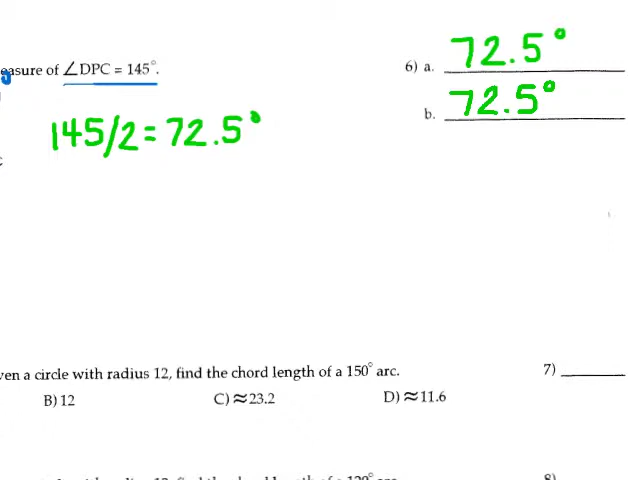 72.5°
easure of ∠DPC = 145°.
6) a.
72.5°
b.
145/2 = 72.5°
en a circle with radius 12, find the chord length of a 150° arc.
7)
B) 12
C) ≈23.2
D) ≈11.6
8)